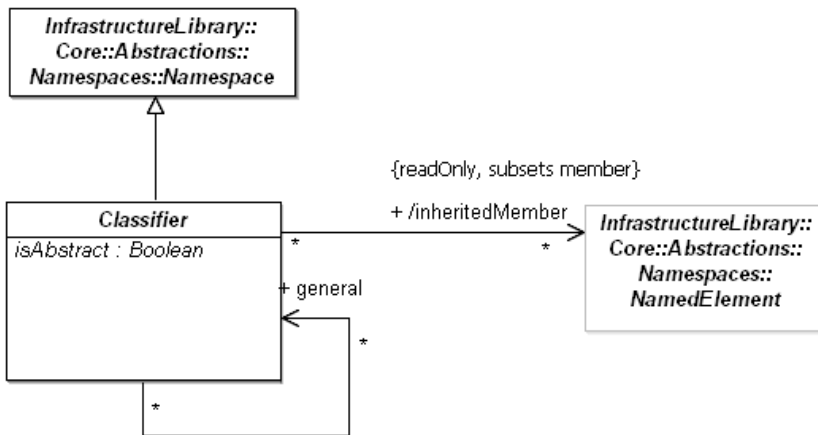 InfrastructureLibrary::
Core::Abstractions::
Namespaces::Namespace
{readOnly, subsets member}
+ /inheritedMember
Classifier
isAbstract : Boolean
*
*
InfrastructureLibrary::
Core::Abstractions::
Namespaces::
NamedElement
+ general
*
*